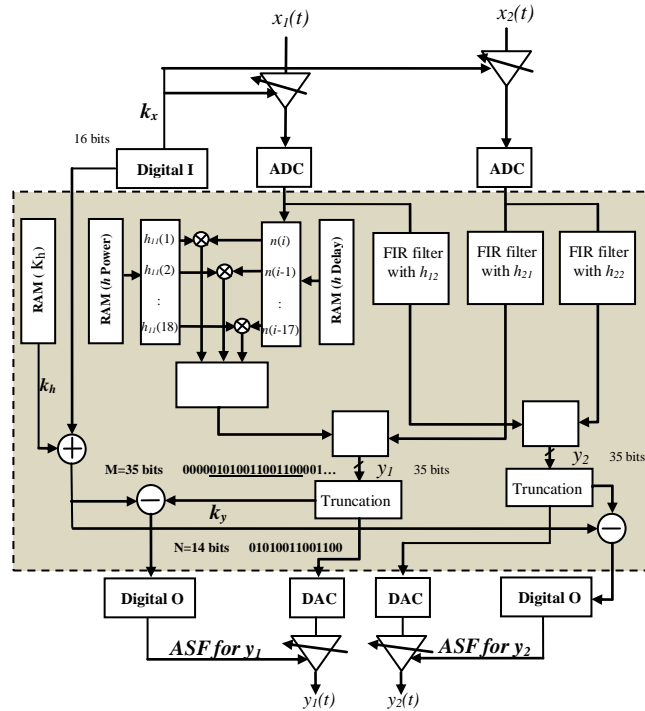 x1(t)
x2(t)
kx
16 bits
Digital I
ADC
ADC
RAM ( Kh)
RAM (h Power)
h11(1)
h11(2)
:
h11(18)
n(i)
n(i-1)
:
n(i-17)
RAM (h Delay)
FIR filter
with h12
FIR filter
with h21
FIR filter
with h22
kh
M=35 bits 00000101001100110​0001…
y1
35 bits
y2
35 bits
Truncation
Truncation
ky
N=14 bits 01010011001100
Digital O
DAC
DAC
Digital O
ASF for y1
ASF for y2
y1(t)
y2(t)